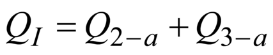 Q_I = Q_{2-a} + Q_{3-a}